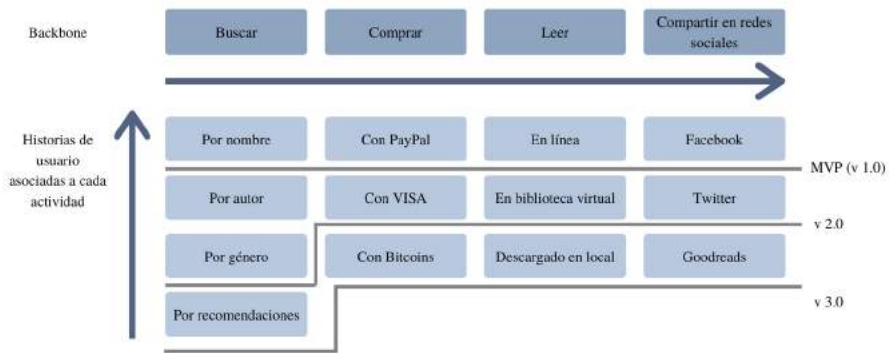 Backbone
Buscar
Comprar
Leer
Compartir en redes
sociales
Historias de
usuario
asociadas a cada
actividad
Por nombre
Con PayPal
En línea
Facebook
MVP (v 1.0)
Por autor
Con VISA
En biblioteca virtual
Twitter
v 2.0
Por género
Con Bitcoins
Descargado en local
Goodreads
v 3.0
Por recomendaciones